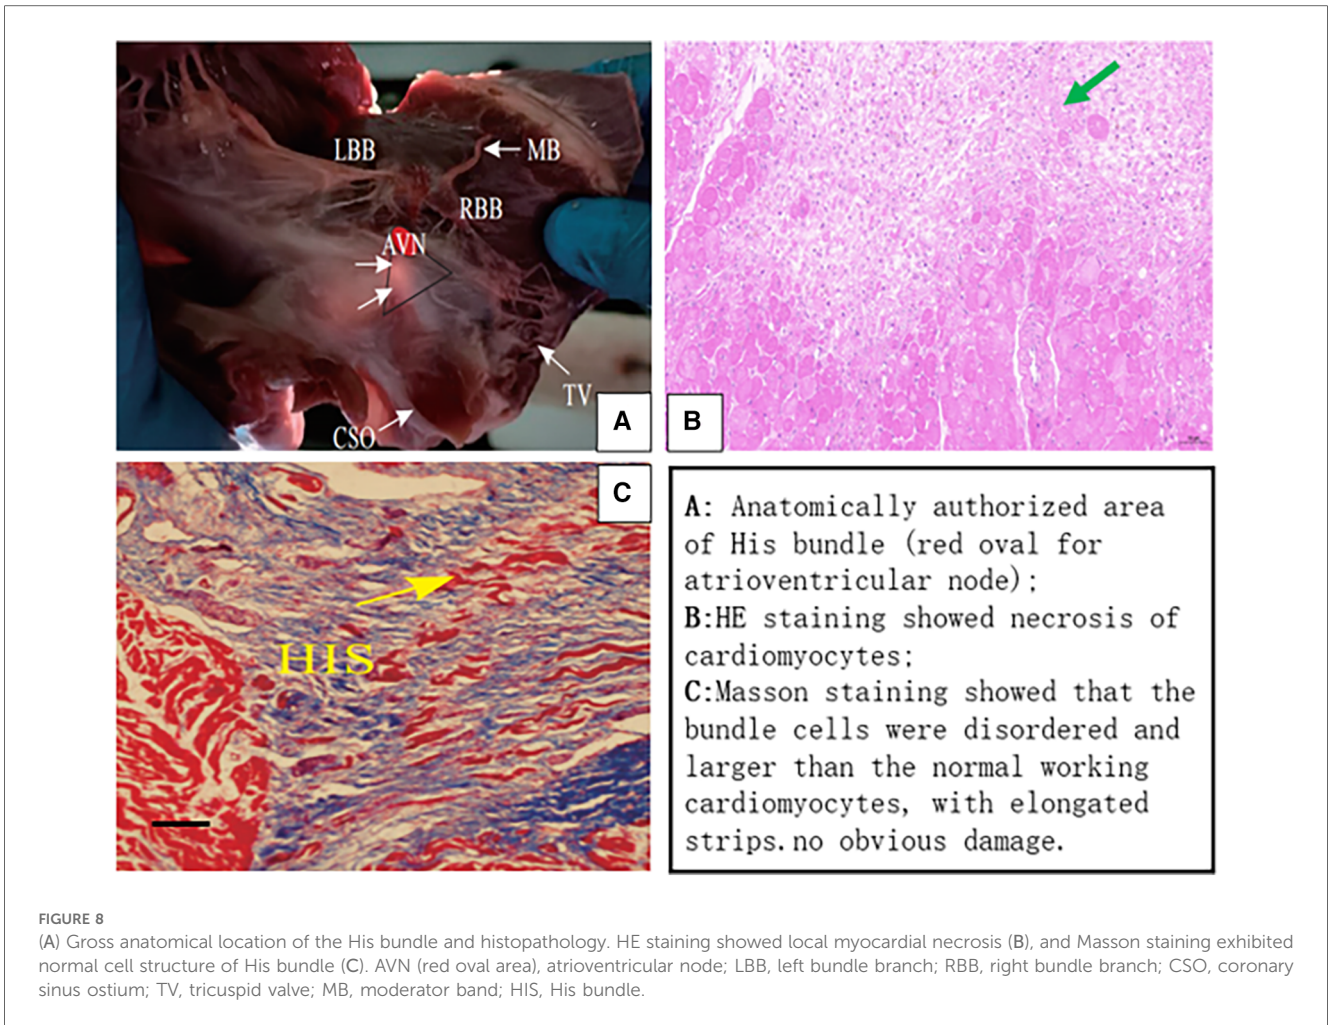 LBB
MB
RBB
AVN
TV
CSO
A
B
C
HIS
A: Anatomically authorized area
of His bundle (red oval for
atrioventricular node);
B:HE staining showed necrosis of
cardiomyocytes;
C:Masson staining showed that the
bundle cells were disordered and
larger than the normal working
cardiomyocytes, with elongated
strips.no obvious damage.
FIGURE 8
(A) Gross anatomical location of the His bundle and histopathology. HE staining showed local myocardial necrosis (B), and Masson staining exhibited
normal cell structure of His bundle (C). AVN (red oval area), atrioventricular node; LBB, left bundle branch; RBB, right bundle branch; CSO, coronary
sinus ostium; TV, tricuspid valve; MB, moderator band; HIS, His bundle.